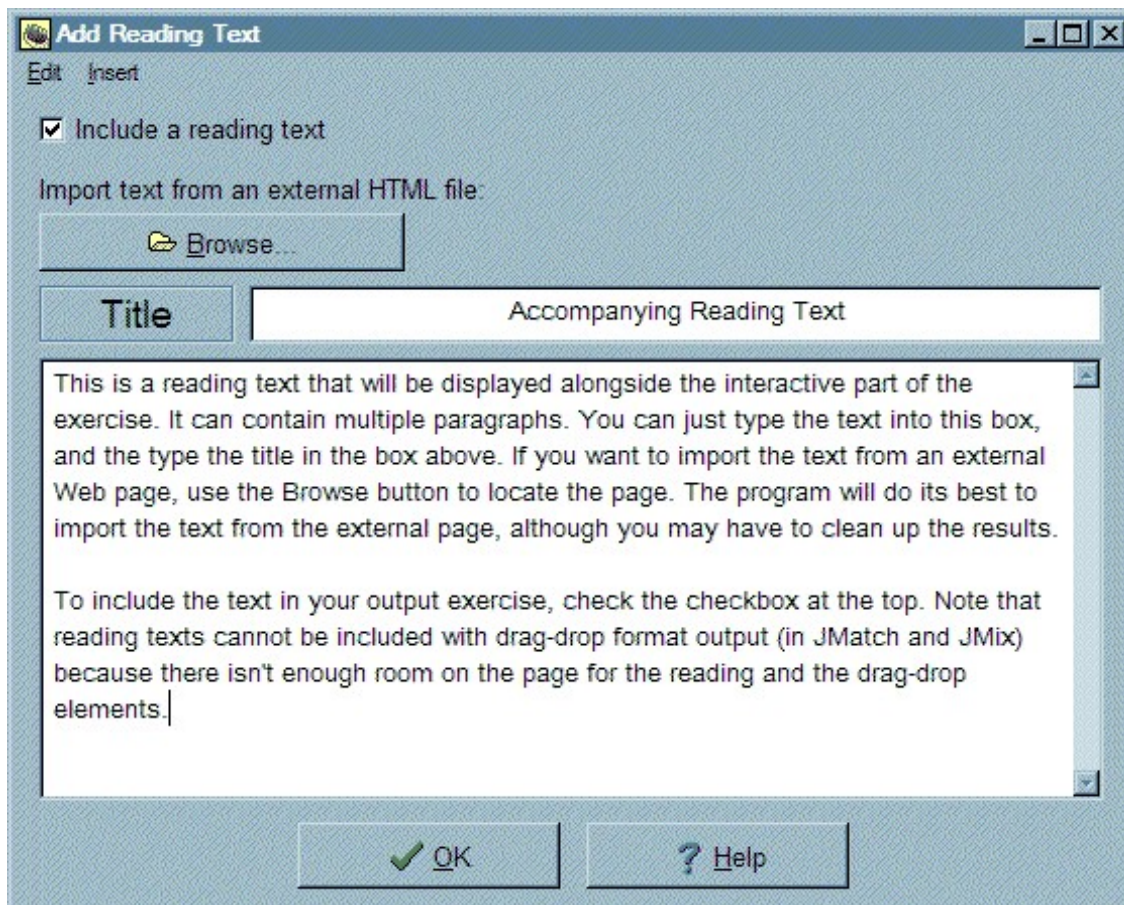 Add Reading Text
Edit Insert
Include a reading text
Import text from an external HTML file:
Browse...
Title
Accompanying Reading Text
This is a reading text that will be displayed alongside the interactive part of the
exercise. It can contain multiple paragraphs. You can just type the text into this box,
and the type the title in the box above. If you want to import the text from an external
Web page, use the Browse button to locate the page. The program will do its best to
import the text from the external page, although you may have to clean up the results.
To include the text in your output exercise, check the checkbox at the top. Note that
reading texts cannot be included with drag-drop format output (in JMatch and JMix)
because there isn't enough room on the page for the reading and the drag-drop
elements.
OK
Help